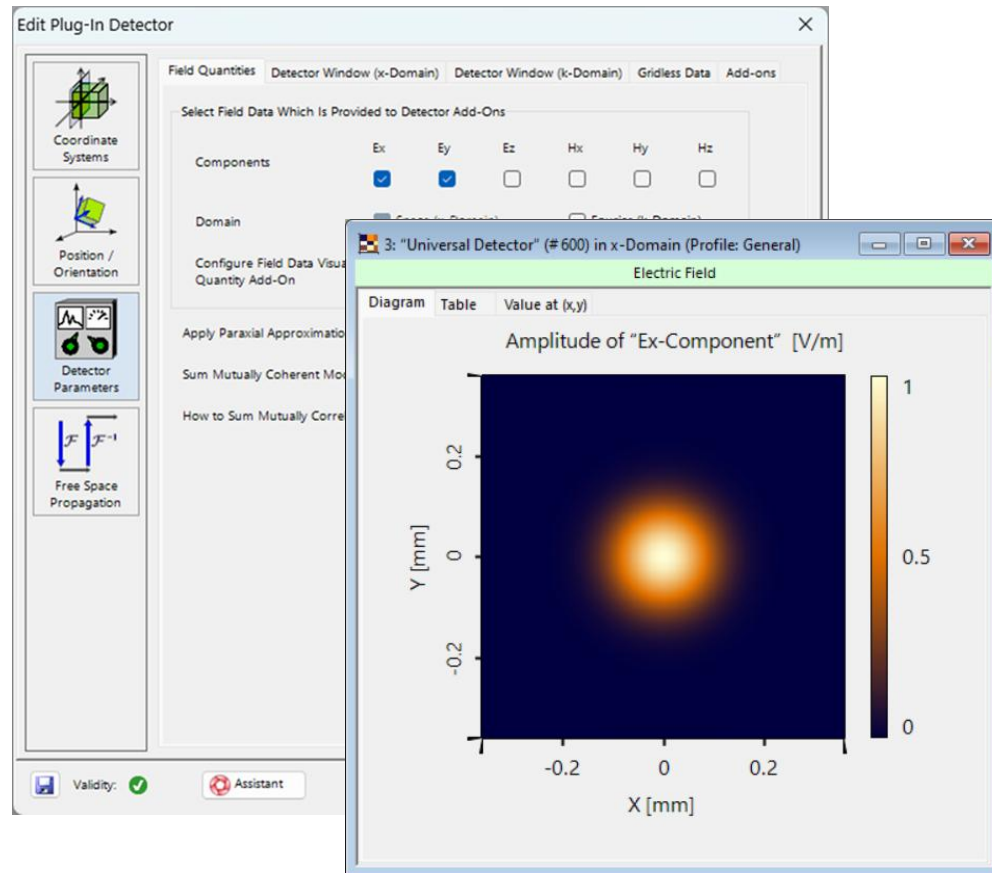 Edit Plug-In Detector
Coordinate
Systems
Position /
Orientation
Detector
Parameters
F F-1
Free Space
Propagation
Field Quantities Detector Window (x-Domain) Detector Window (k-Domain) Gridless Data Add-ons
Select Field Data Which Is Provided to Detector Add-Ons
Ex Ey Ez Hx Hy Hz
Components
Domain
Configure Field Data
Quantity Add-On
Apply Paraxial
Sum Mutually Coherent
How to Sum Mutually
Validity: Assistant
3: "Universal Detector" (#600) in x-Domain (Profile: General)
Electric Field
Diagram Table Value at (x,y)
Amplitude of "Ex-Component" [V/m]
Y [mm]
0.2
0
-0.2
-0.2 0 0.2
X [mm]
1
0.5
0